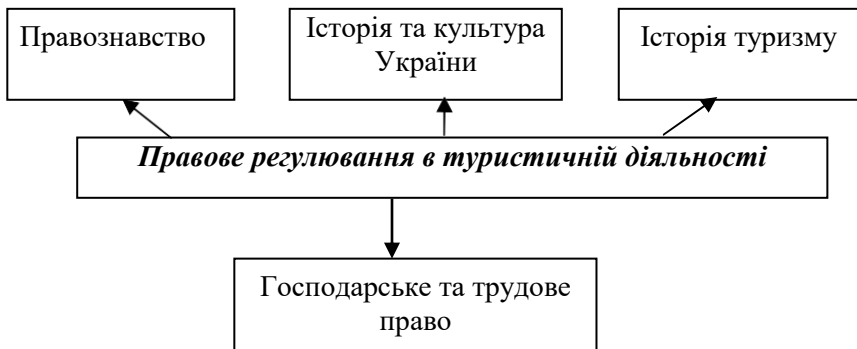 Правознавство
Історія та культура
України
Історія туризму
Правове регулювання в туристичній діяльності
Господарське та трудове
право